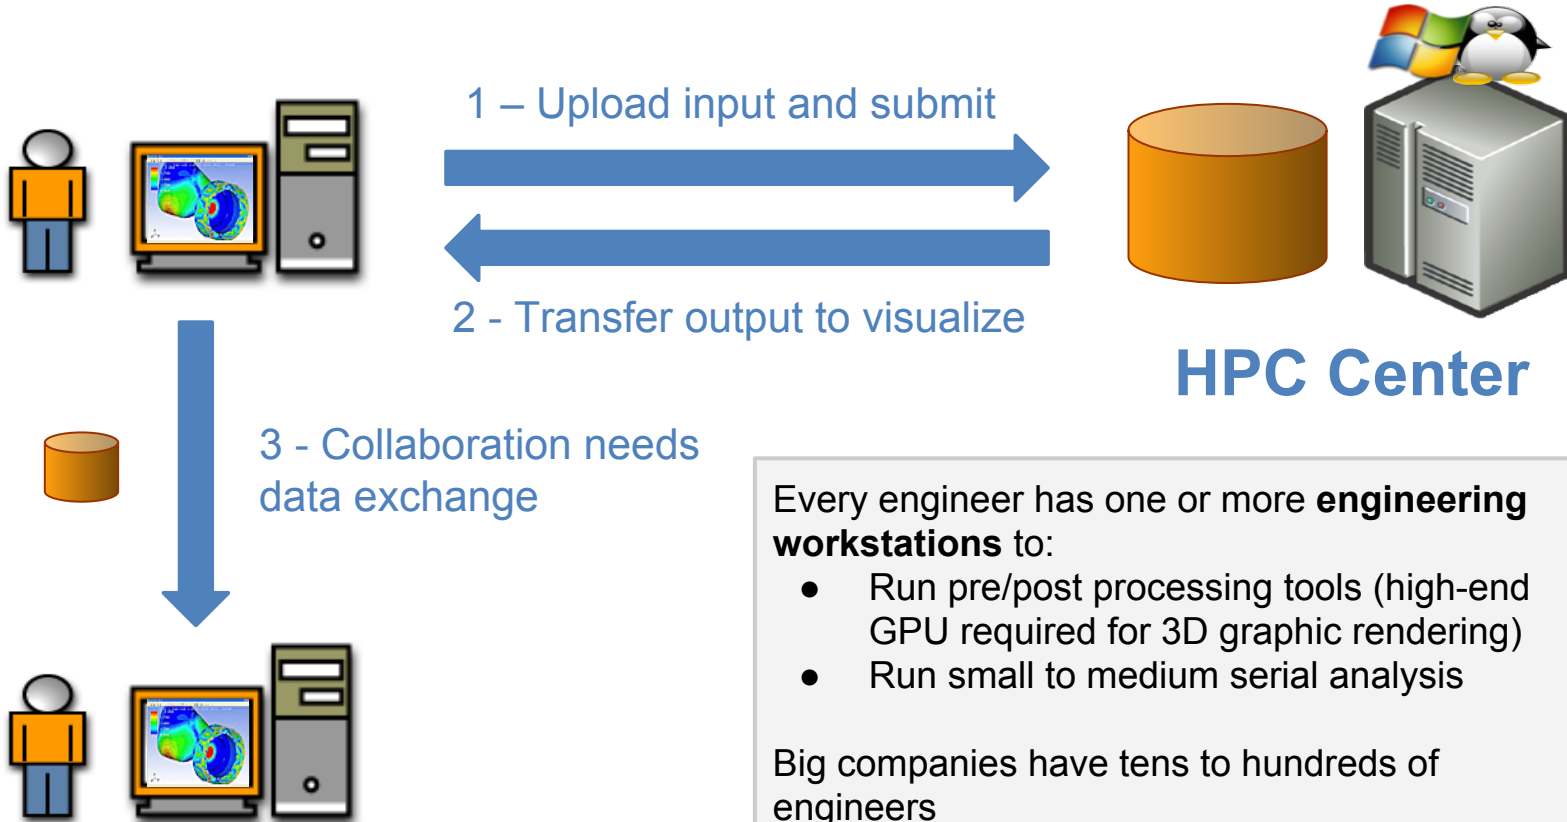 1 – Upload input and submit
2 - Transfer output to visualize
HPC Center
3 - Collaboration needs
data exchange
Every engineer has one or more engineering
workstations to:
● Run pre/post processing tools (high-end
GPU required for 3D graphic rendering)
● Run small to medium serial analysis
Big companies have tens to hundreds of
engineers